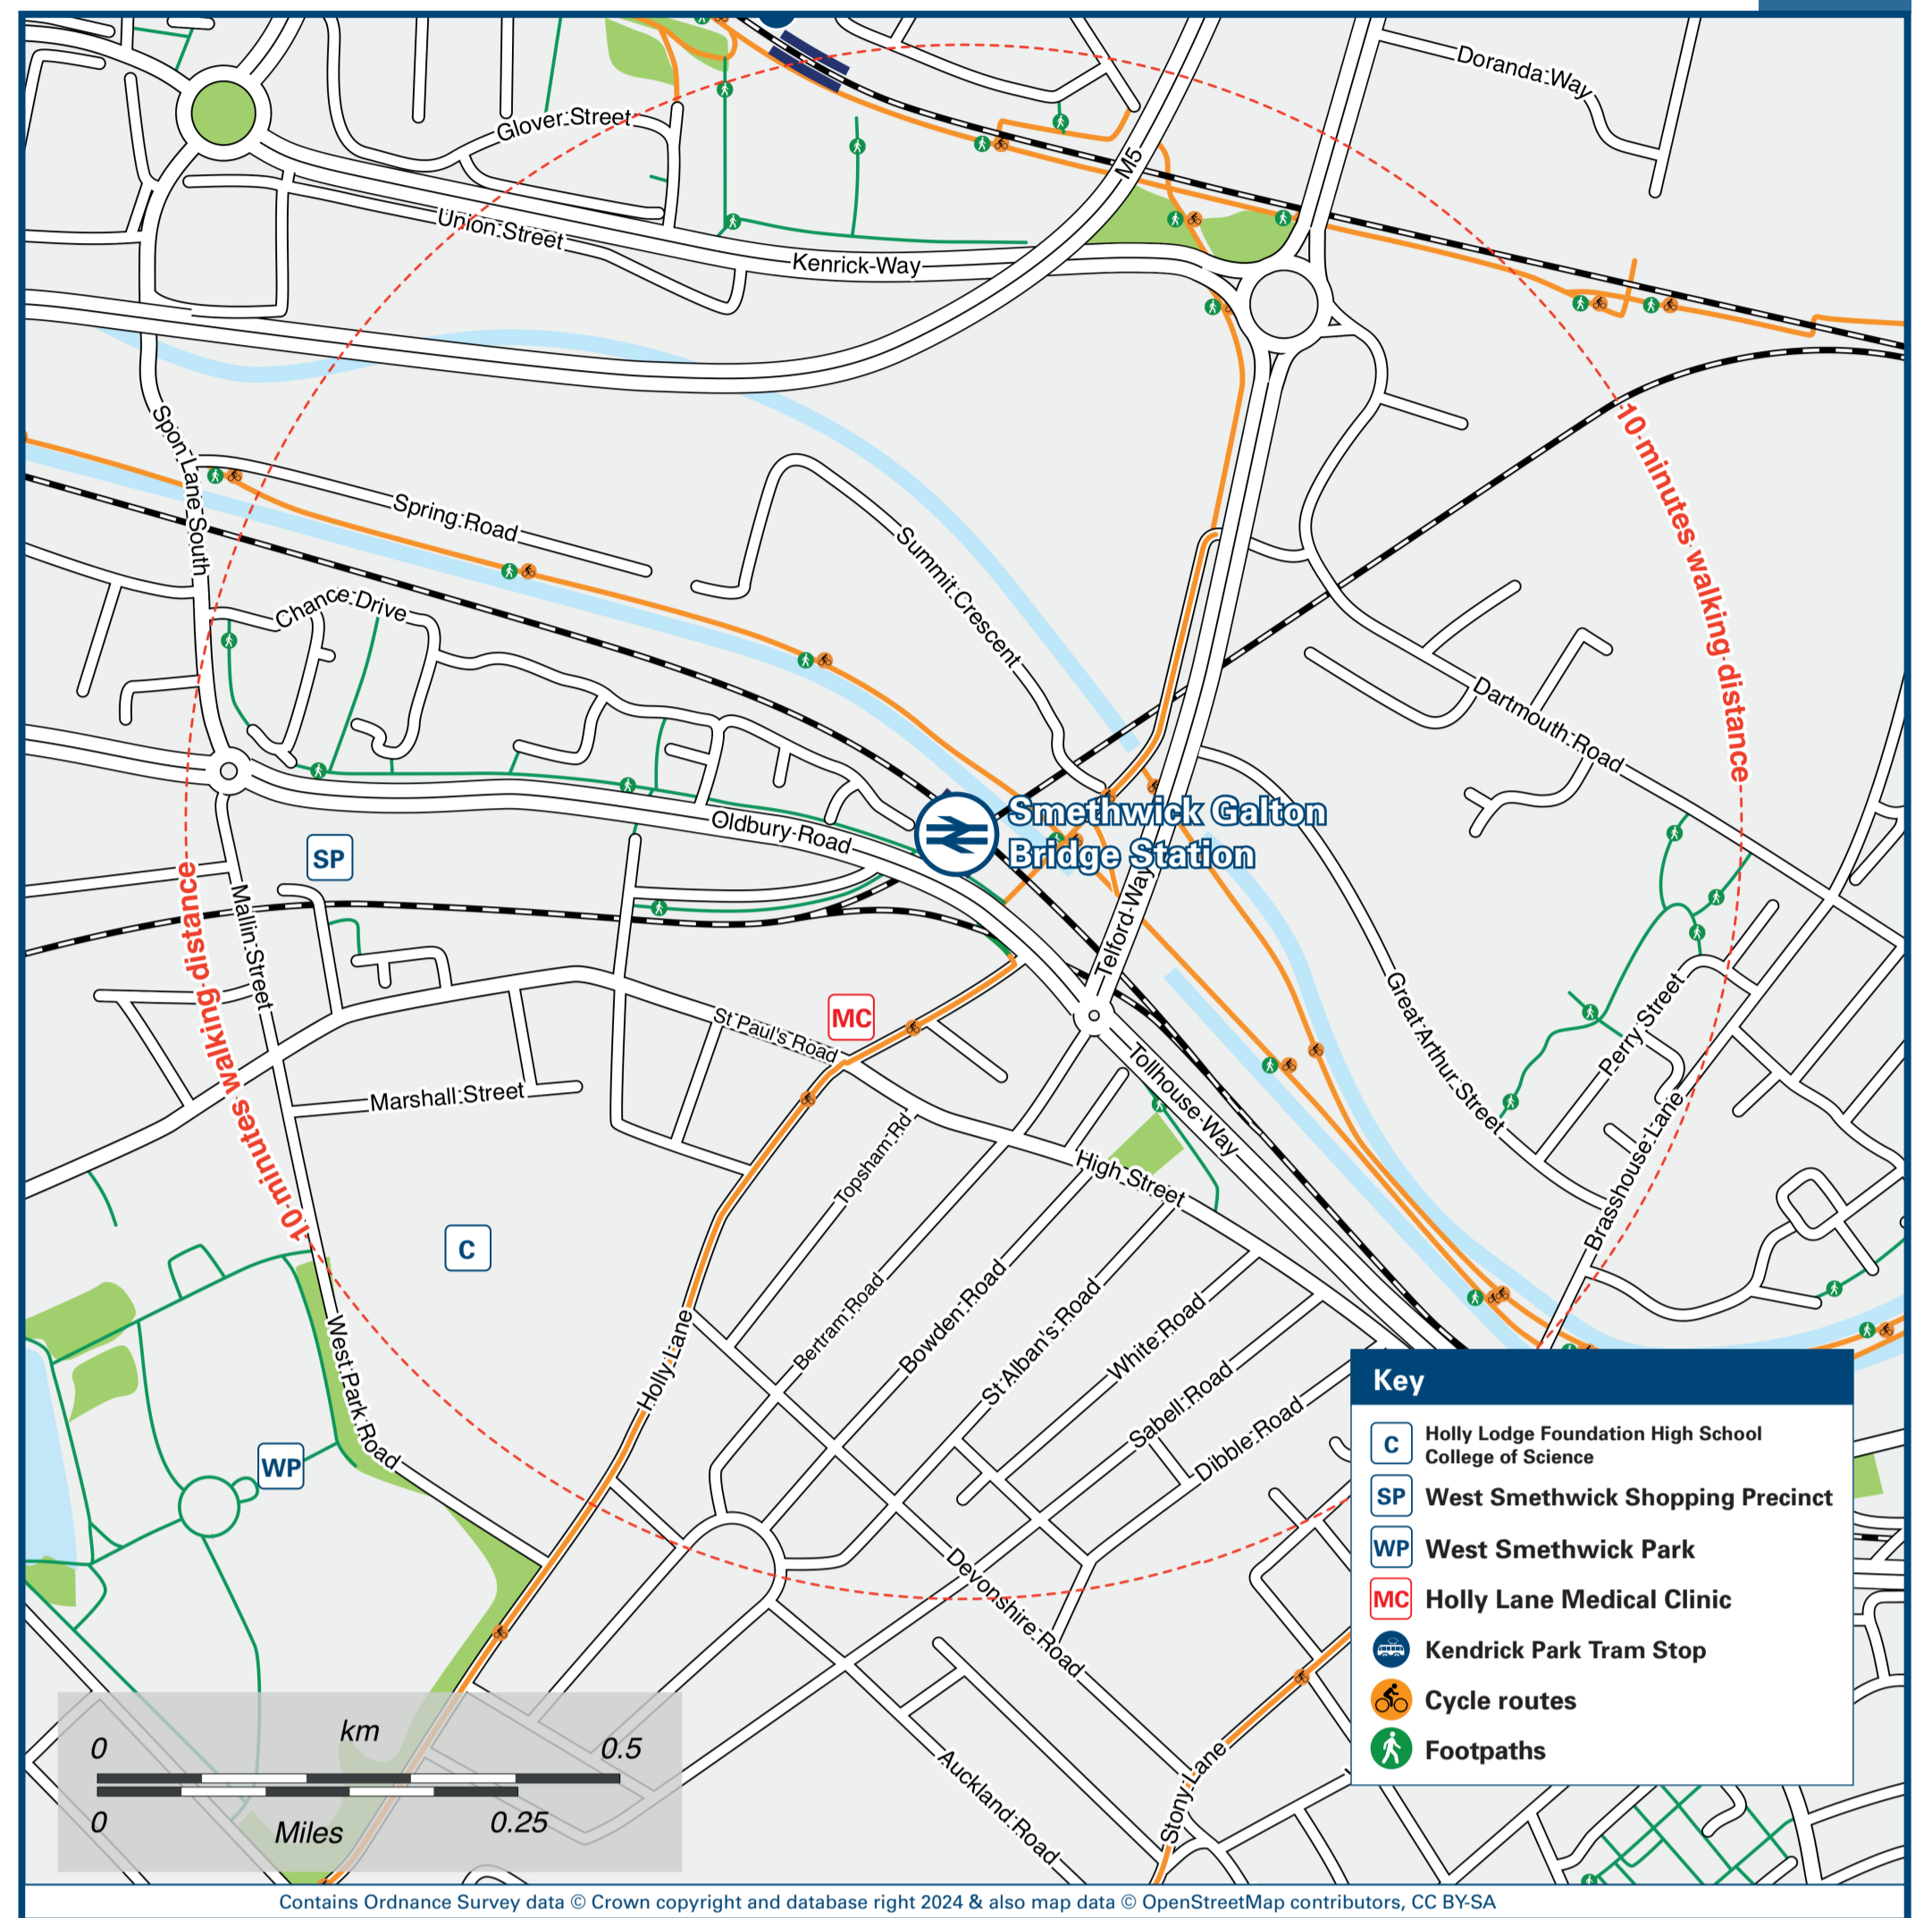 Doranda Way
Glover Street
M5
Union Street
Kenrick Way
Spon Lane South
10 minutes walking distance
Spring Road
Summit Crescent
Chance Drive
Dartmouth Road
Smethwick Galton
Bridge Station
Oldbury Road
SP
Mallin Street
10 minutes walking distance
Telford Way
Great Arthur Street
Perry Street
MC
St Paul's Road
Tollhouse Way
Marshall Street
Brasshouse Lane
Topsham Rd
High Street
C
Bertram Road
Bowden Road
St Alban's Road
White Road
Holly Lane
West Park Road
Sabell Road
Dibble Road
WP
Devonshire Road
Auckland Road
Stony Lane
Key
C Holly Lodge Foundation High School
College of Science
SP West Smethwick Shopping Precinct
WP West Smethwick Park
MC Holly Lane Medical Clinic
Kendrick Park Tram Stop
Cycle routes
Footpaths
km
0 0.5
0 0.25
Miles
Contains Ordnance Survey data © Crown copyright and database right 2024 & also map data © OpenStreetMap contributors, CC BY-SA